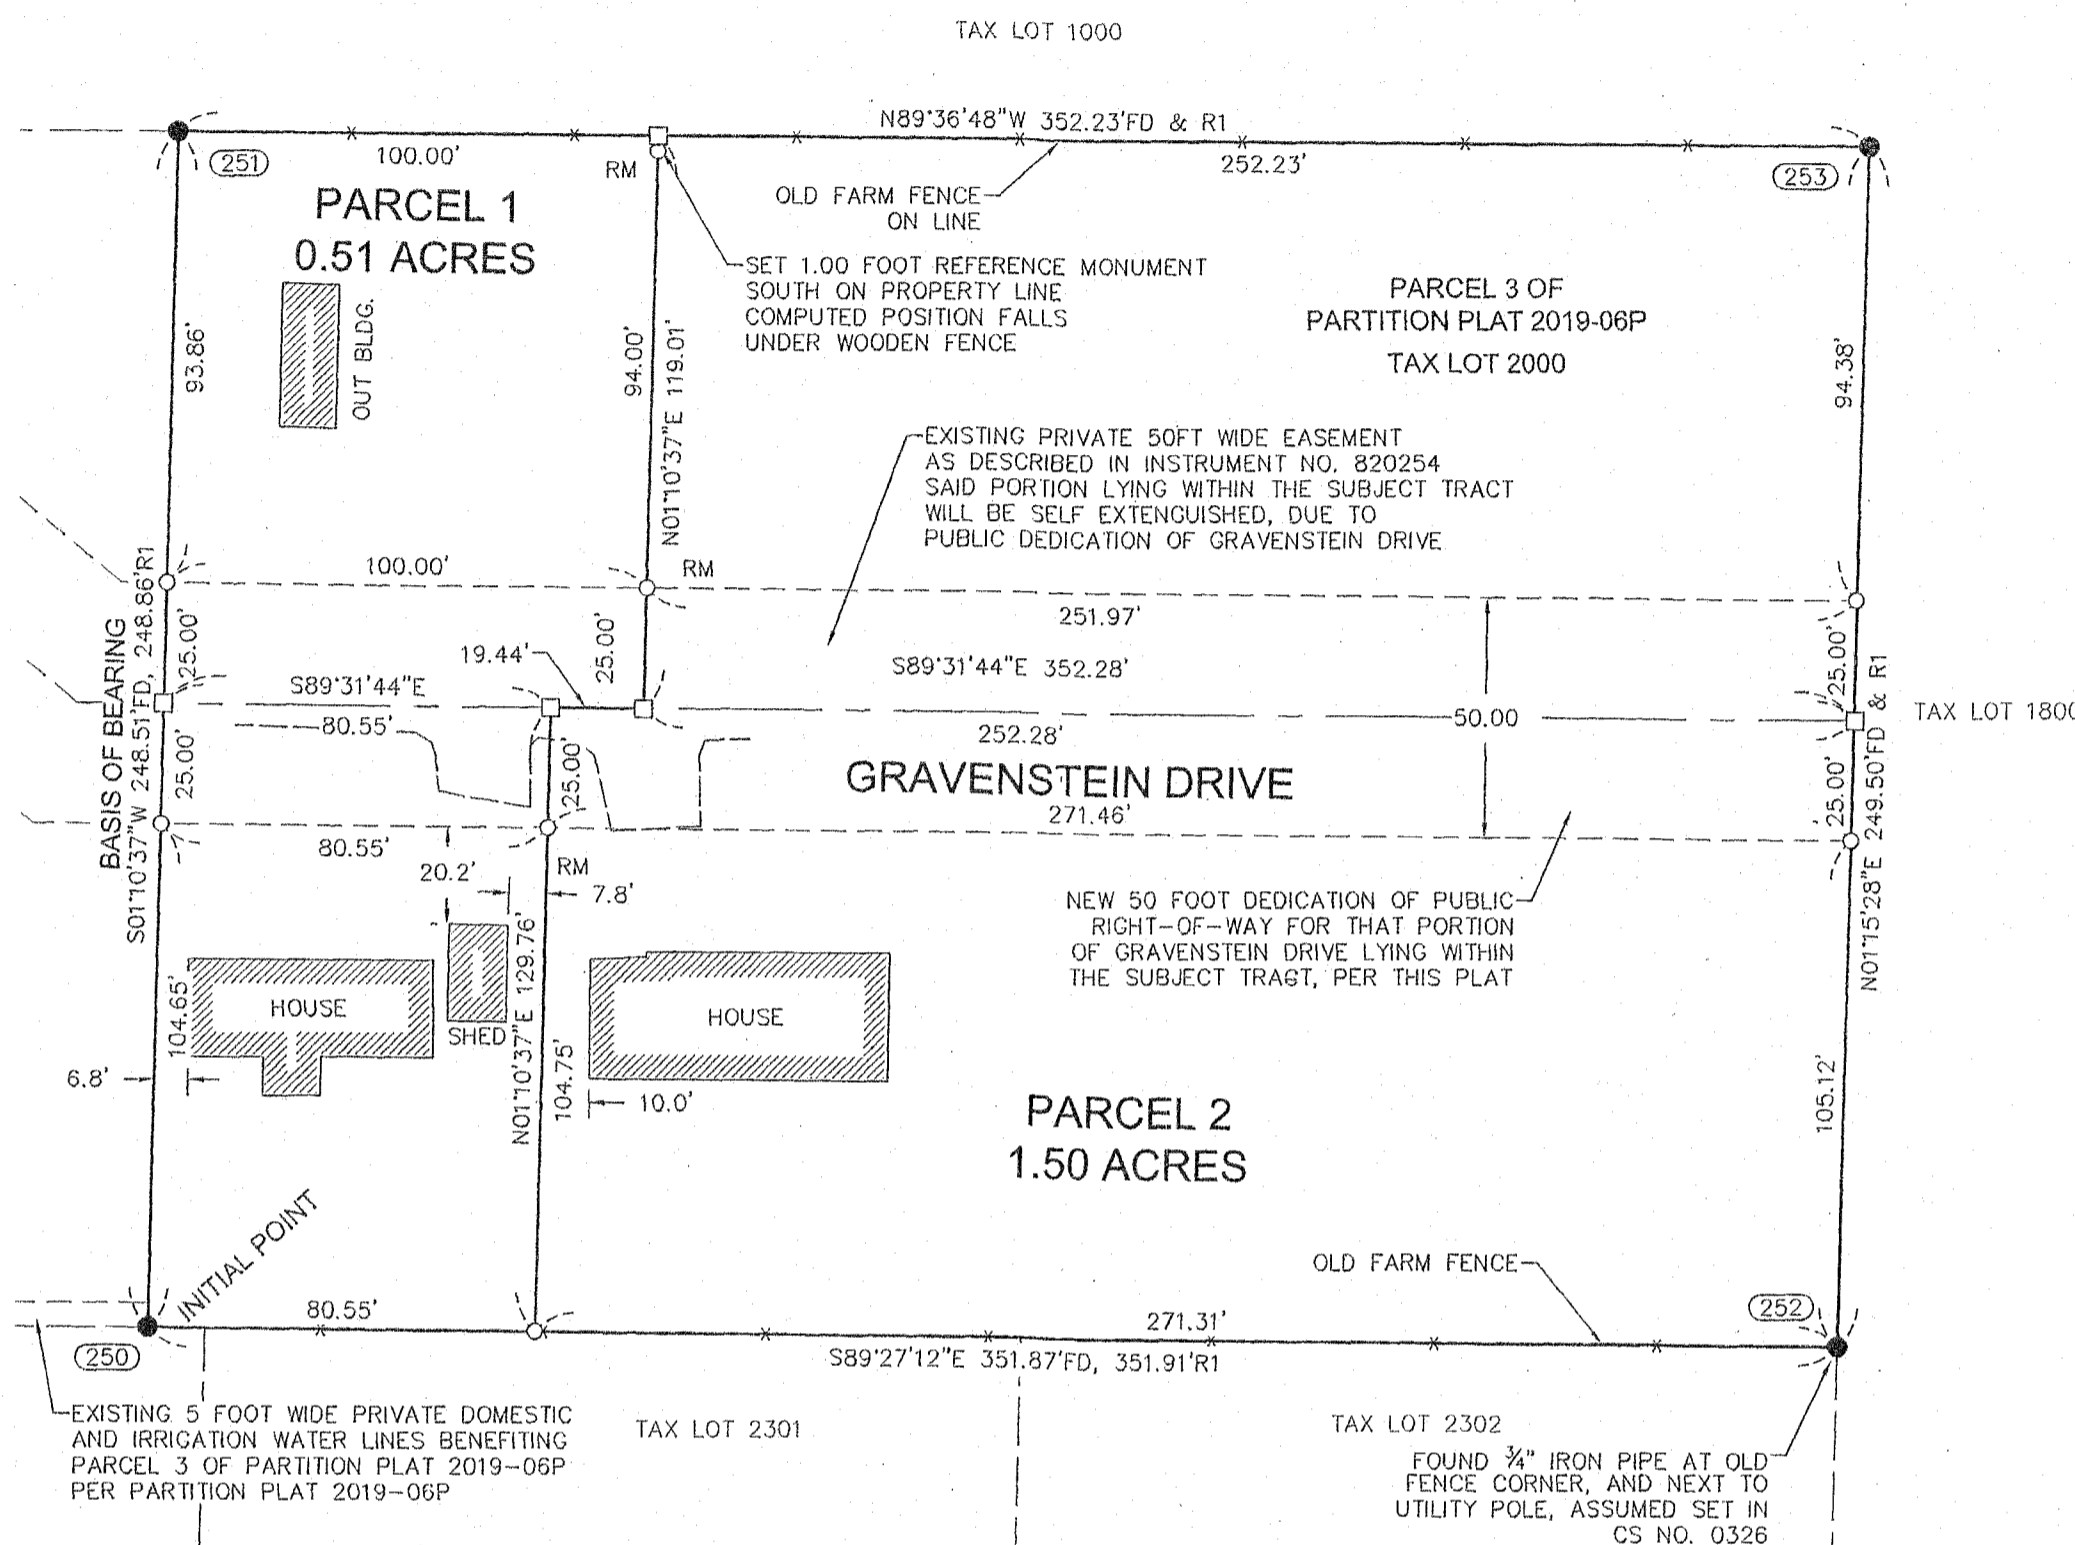 TAX LOT 1000
N89°36'48"W 352.23'FD & R1
100.00'
252.23'
251
253
RM
PARCEL 1
0.51 ACRES
OUT BLDG.
93.86'
94.00'
N01°10'37"E 119.01'
OLD FARM FENCE
ON LINE
SET 1.00 FOOT REFERENCE MONUMENT
SOUTH ON PROPERTY LINE
COMPUTED POSITION FALLS
UNDER WOODEN FENCE
PARCEL 3 OF
PARTITION PLAT 2019-06P
TAX LOT 2000
94.38'
EXISTING PRIVATE 50FT WIDE EASEMENT
AS DESCRIBED IN INSTRUMENT NO. 820254
SAID PORTION LYING WITHIN THE SUBJECT TRACT
WILL BE SELF EXTENGUISHED, DUE TO
PUBLIC DEDICATION OF GRAVENSTEIN DRIVE
100.00'
RM
251.97'
BASIS OF BEARING
S01°10'37"W 248.51'FD, 248.86'R1
25.00'
19.44'
25.00'
S89°31'44"E 352.28'
25.00'
S89°31'44"E
80.55'
252.28'
50.00
TAX LOT 1800
25.00'
25.00'
GRAVENSTEIN DRIVE
271.46'
25.00'
N01°15'28"E 249.50'FD & R1
80.55'
20.2'
RM
7.8'
NEW 50 FOOT DEDICATION OF PUBLIC
RIGHT-OF-WAY FOR THAT PORTION
OF GRAVENSTEIN DRIVE LYING WITHIN
THE SUBJECT TRACT, PER THIS PLAT
104.65'
HOUSE
SHED
N01°10'37"E 129.76'
HOUSE
6.8'
104.75'
10.0'
PARCEL 2
1.50 ACRES
105.12'
INITIAL POINT
OLD FARM FENCE
80.55'
271.31'
252
250
S89°27'12"E 351.87'FD, 351.91'R1
EXISTING 5 FOOT WIDE PRIVATE DOMESTIC
AND IRRIGATION WATER LINES BENEFITING
PARCEL 3 OF PARTITION PLAT 2019-06P
PER PARTITION PLAT 2019-06P
TAX LOT 2301
TAX LOT 2302
FOUND ¾" IRON PIPE AT OLD
FENCE CORNER, AND NEXT TO
UTILITY POLE, ASSUMED SET IN
CS NO. 0326